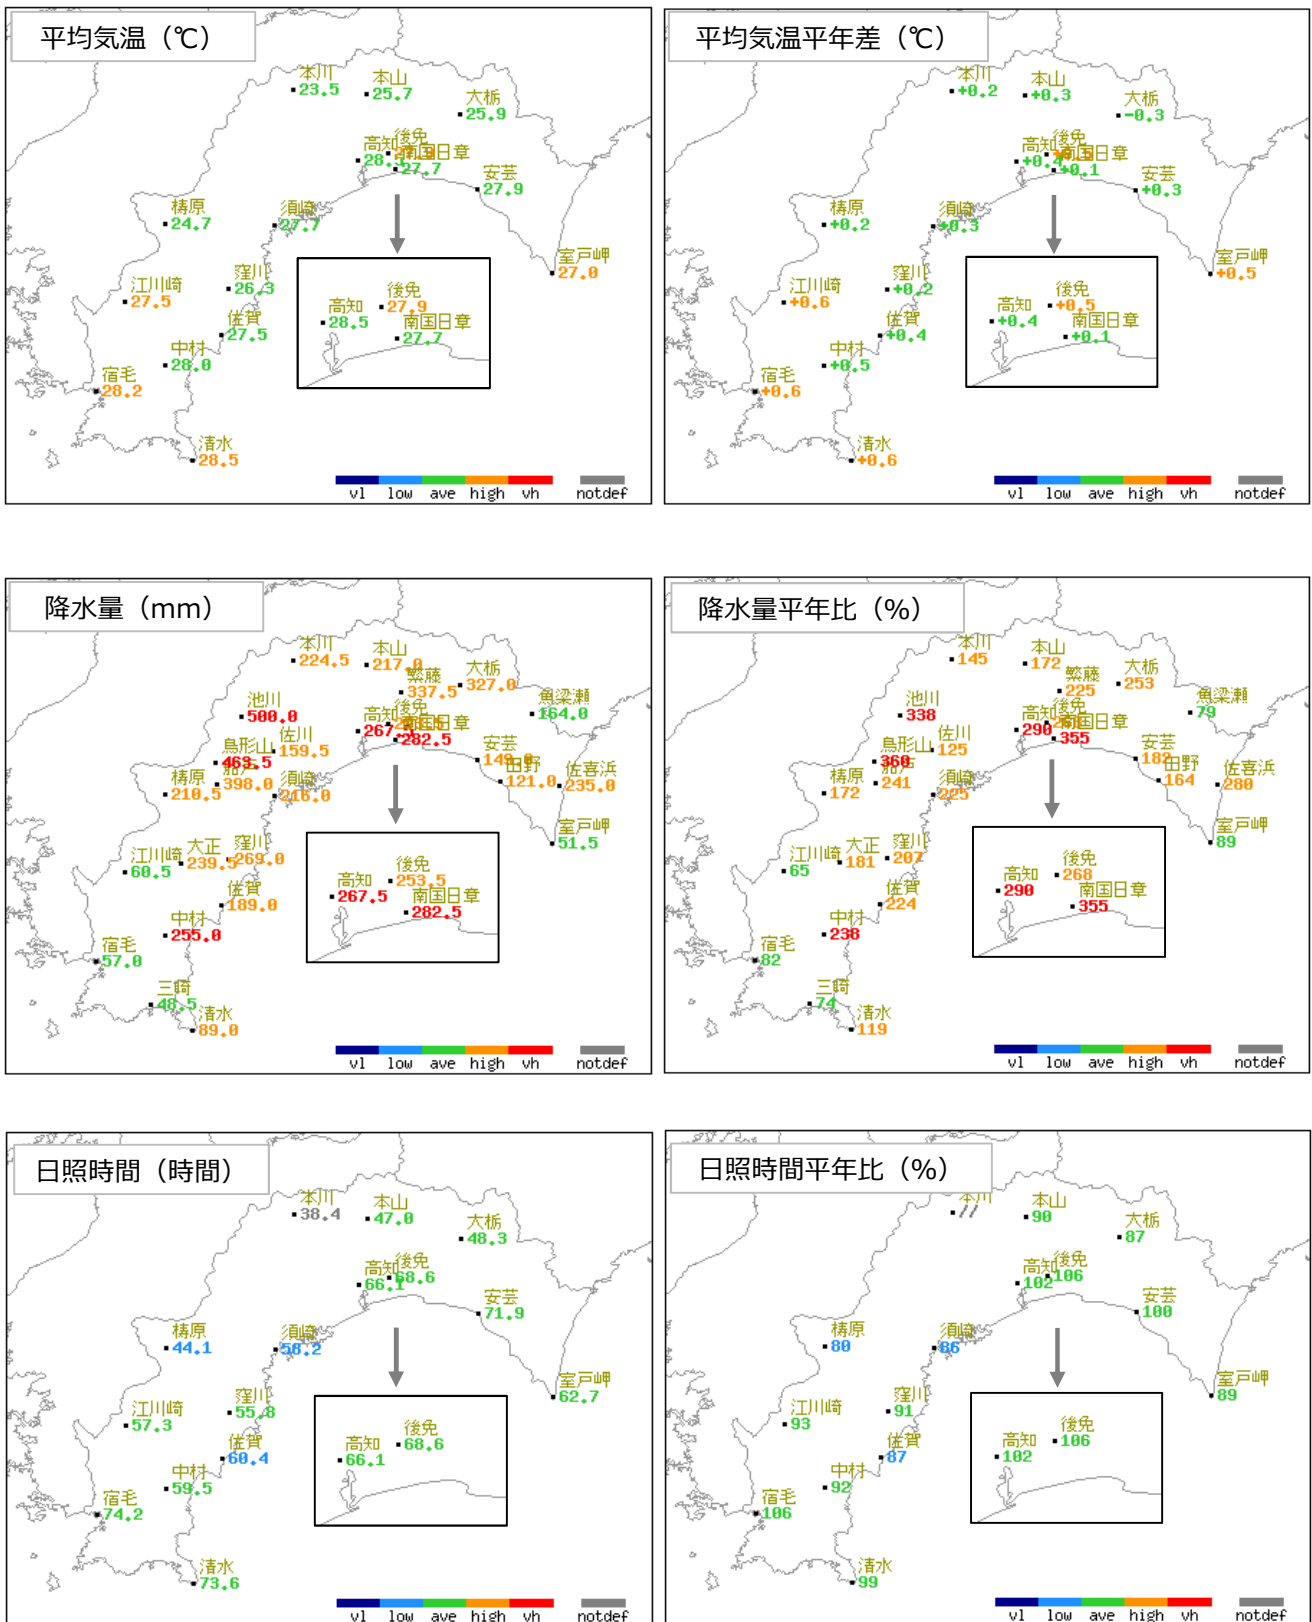 平均気温（℃）
本川
23.5
本山
25.7
大栃
25.9
高知
後免
南国日章
27.7
安芸
27.9
梼原
24.7
須崎
27.7
室戸岬
27.0
江川崎
27.5
窪川
26.3
佐賀
27.5
中村
28.0
宿毛
28.2
清水
28.5
高知
28.5
後免
27.9
南国日章
27.7
vl low ave high vh notdef
平均気温平年差（℃）
本川
+0.2
本山
+0.3
大栃
-0.3
高知
+0.4
後免
南国日章
+0.1
安芸
+0.3
梼原
+0.2
須崎
+0.3
室戸岬
+0.5
江川崎
+0.6
窪川
+0.2
佐賀
+0.4
中村
+0.5
宿毛
+0.6
清水
+0.6
高知
+0.4
後免
+0.5
南国日章
+0.1
vl low ave high vh notdef
降水量（mm）
本川
224.5
本山
217.0
繁藤
337.5
大栃
327.0
魚梁瀬
164.0
池川
500.0
高知
後免
南国日章
282.5
佐川
159.5
鳥形山
463.5
船戸
398.0
梼原
210.5
須崎
216.0
安芸
149.0
田野
121.0
佐喜浜
235.0
室戸岬
51.5
江川崎
60.5
大正
239.5
窪川
269.0
佐賀
189.0
中村
255.0
宿毛
57.0
三崎
48.5
清水
89.0
高知
267.5
後免
253.5
南国日章
282.5
vl low ave high vh notdef
降水量平年比（%）
本川
145
本山
172
繁藤
225
大栃
253
魚梁瀬
79
池川
338
高知
290
後免
南国日章
355
佐川
125
鳥形山
360
船戸
241
梼原
172
須崎
225
安芸
182
田野
164
佐喜浜
280
室戸岬
89
江川崎
65
大正
181
窪川
207
佐賀
224
中村
238
宿毛
82
三崎
74
清水
119
高知
290
後免
268
南国日章
355
vl low ave high vh notdef
日照時間（時間）
本川
38.4
本山
47.0
大栃
48.3
高知
66.1
後免
68.6
安芸
71.9
梼原
44.1
須崎
58.2
室戸岬
62.7
江川崎
57.3
窪川
55.8
佐賀
60.4
中村
59.5
宿毛
74.2
清水
73.6
高知
66.1
後免
68.6
vl low ave high vh notdef
日照時間平年比（%）
本川
//
本山
90
大栃
87
高知
102
後免
106
安芸
100
梼原
80
須崎
86
室戸岬
89
江川崎
93
窪川
91
佐賀
87
中村
92
宿毛
106
清水
99
高知
102
後免
106
vl low ave high vh notdef